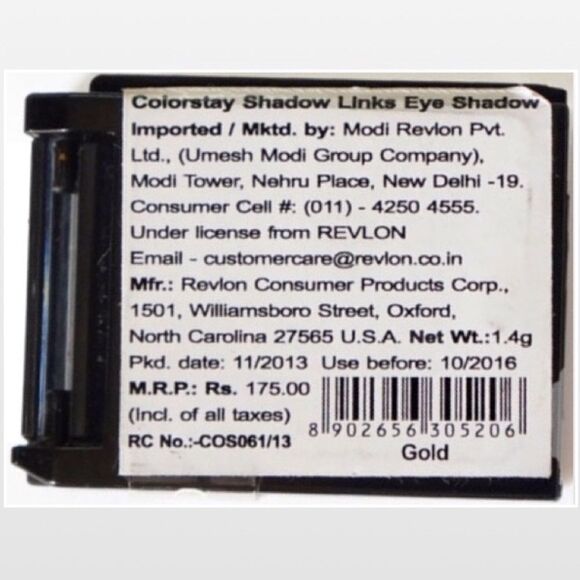 Colorstay Shadow Links Eye Shadow
Imported / Mktd. by: Modi Revlon Pvt.
Ltd., (Umesh Modi Group Company),
Modi Tower, Nehru Place, New Delhi -19.
Consumer Cell #: (011) - 4250 4555.
Under license from REVLON
Email - customercare@revlon.co.in
Mfr.: Revlon Consumer Products Corp.,
1501, Williamsboro Street, Oxford,
North Carolina 27565 U.S.A. Net Wt.:1.4g
Pkd. date: 11/2013 Use before: 10/2016
M.R.P.: Rs. 175.00
(Incl. of all taxes)
RC No.:-COS061/13
8 902656 305206
Gold